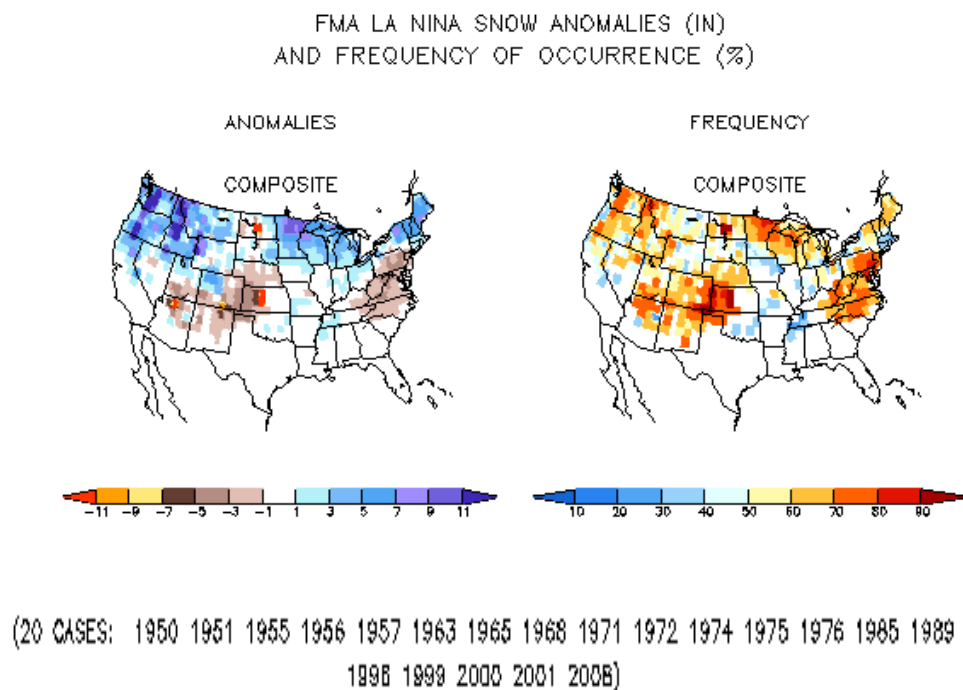 FMA LA NINA SNOW ANOMALIES (IN)
AND FREQUENCY OF OCCURRENCE (%)
ANOMALIES
FREQUENCY
COMPOSITE
COMPOSITE
-11 -9 -7 -5 -3 -1 1 3 5 7 9 11
10 20 30 40 50 60 70 80 90
(20 CASES: 1950 1951 1955 1956 1957 1963 1965 1968 1971 1972 1974 1975 1976 1985 1989
1996 1999 2000 2001 2006)